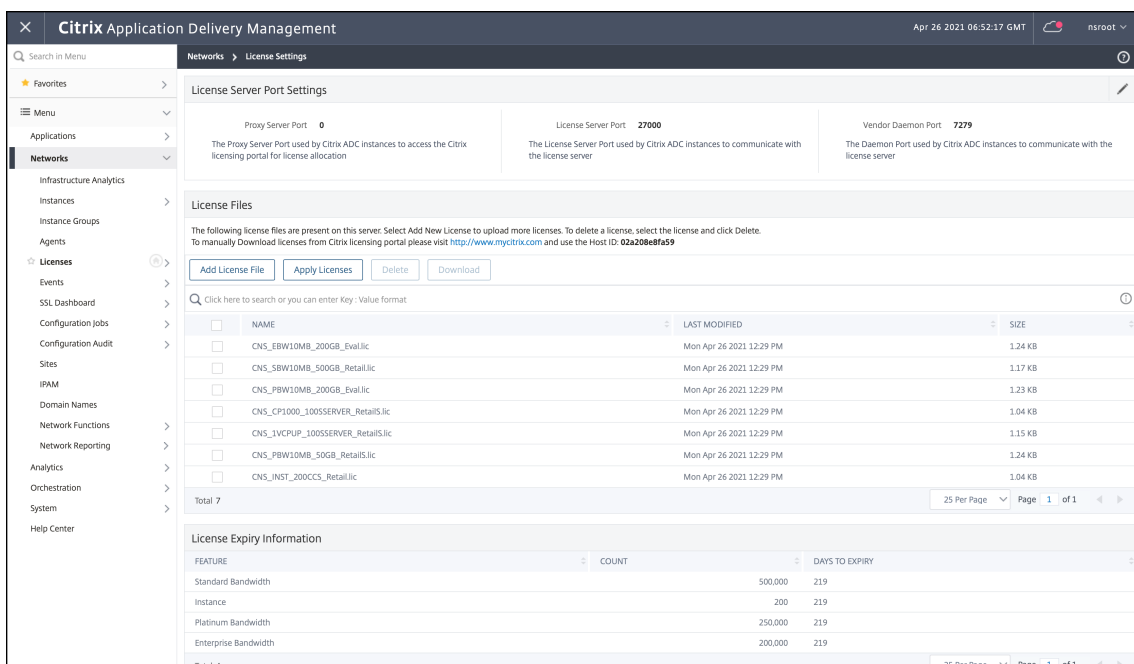 Citrix Application Delivery Management
Apr 26 2021 06:52:17 GMT
nsroot
Search in Menu
Favorites
Menu
Applications
Networks
Infrastructure Analytics
Instances
Instance Groups
Agents
Licenses
Events
SSL Dashboard
Configuration Jobs
Configuration Audit
Sites
IPAM
Domain Names
Network Functions
Network Reporting
Analytics
Orchestration
System
Help Center
Networks > License Settings
License Server Port Settings
Proxy Server Port 0
The Proxy Server Port used by Citrix ADC instances to access the Citrix
licensing portal for license allocation
License Server Port 27000
The License Server Port used by Citrix ADC instances to communicate with
the license server
Vendor Daemon Port 7279
The Daemon Port used by Citrix ADC instances to communicate with the
license server
License Files
The following license files are present on this server. Select Add New License to upload more licenses. To delete a license, select the license and click Delete.
To manually Download licenses from Citrix licensing portal please visit http://www.mycitrix.com and use the Host ID: 02a208e8fa59
Add License File Apply Licenses Delete Download
Click here to search or you can enter Key : Value format
NAME LAST MODIFIED SIZE
CNS_EBW10MB_200GB_Eval.lic Mon Apr 26 2021 12:29 PM 1.24 KB
CNS_SBW10MB_500GB_Retail.lic Mon Apr 26 2021 12:29 PM 1.17 KB
CNS_PBW10MB_200GB_Eval.lic Mon Apr 26 2021 12:29 PM 1.23 KB
CNS_CP1000_100SSERVER_RetailS.lic Mon Apr 26 2021 12:29 PM 1.04 KB
CNS_1VCPUP_100SSERVER_RetailS.lic Mon Apr 26 2021 12:29 PM 1.15 KB
CNS_PBW10MB_50GB_RetailS.lic Mon Apr 26 2021 12:29 PM 1.24 KB
CNS_INST_200CCS_Retail.lic Mon Apr 26 2021 12:29 PM 1.04 KB
Total 7 25 Per Page Page 1 of 1
License Expiry Information
FEATURE COUNT DAYS TO EXPIRY
Standard Bandwidth 500,000 219
Instance 200 219
Platinum Bandwidth 250,000 219
Enterprise Bandwidth 200,000 219
25 Per Page Page 1 of 1